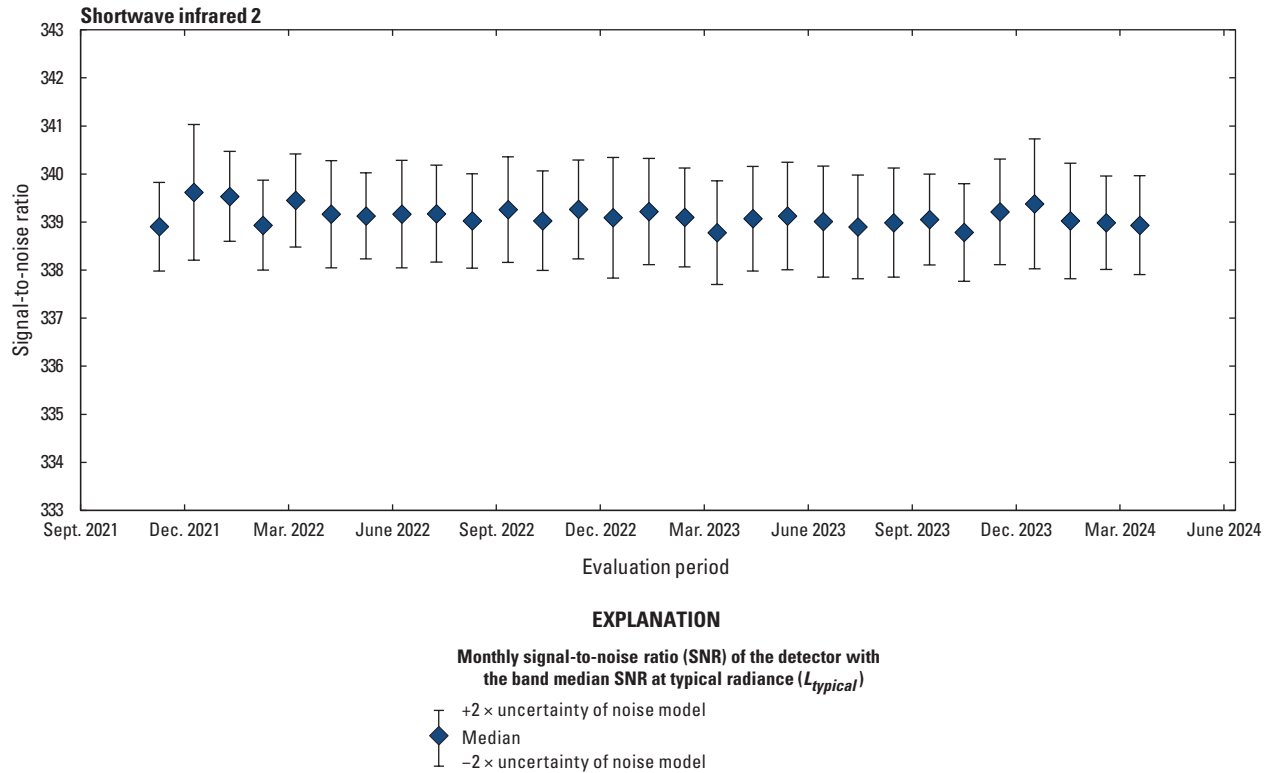 Shortwave infrared 2
343
342
341
340
339
338
337
336
335
334
333
Signal-to-noise ratio
Sept. 2021 Dec. 2021 Mar. 2022 June 2022 Sept. 2022 Dec. 2022 Mar. 2023 June 2023 Sept. 2023 Dec. 2023 Mar. 2024 June 2024
Evaluation period
EXPLANATION
Monthly signal-to-noise ratio (SNR) of the detector with
the band median SNR at typical radiance (Ltypical)
+2 × uncertainty of noise model
Median
−2 × uncertainty of noise model